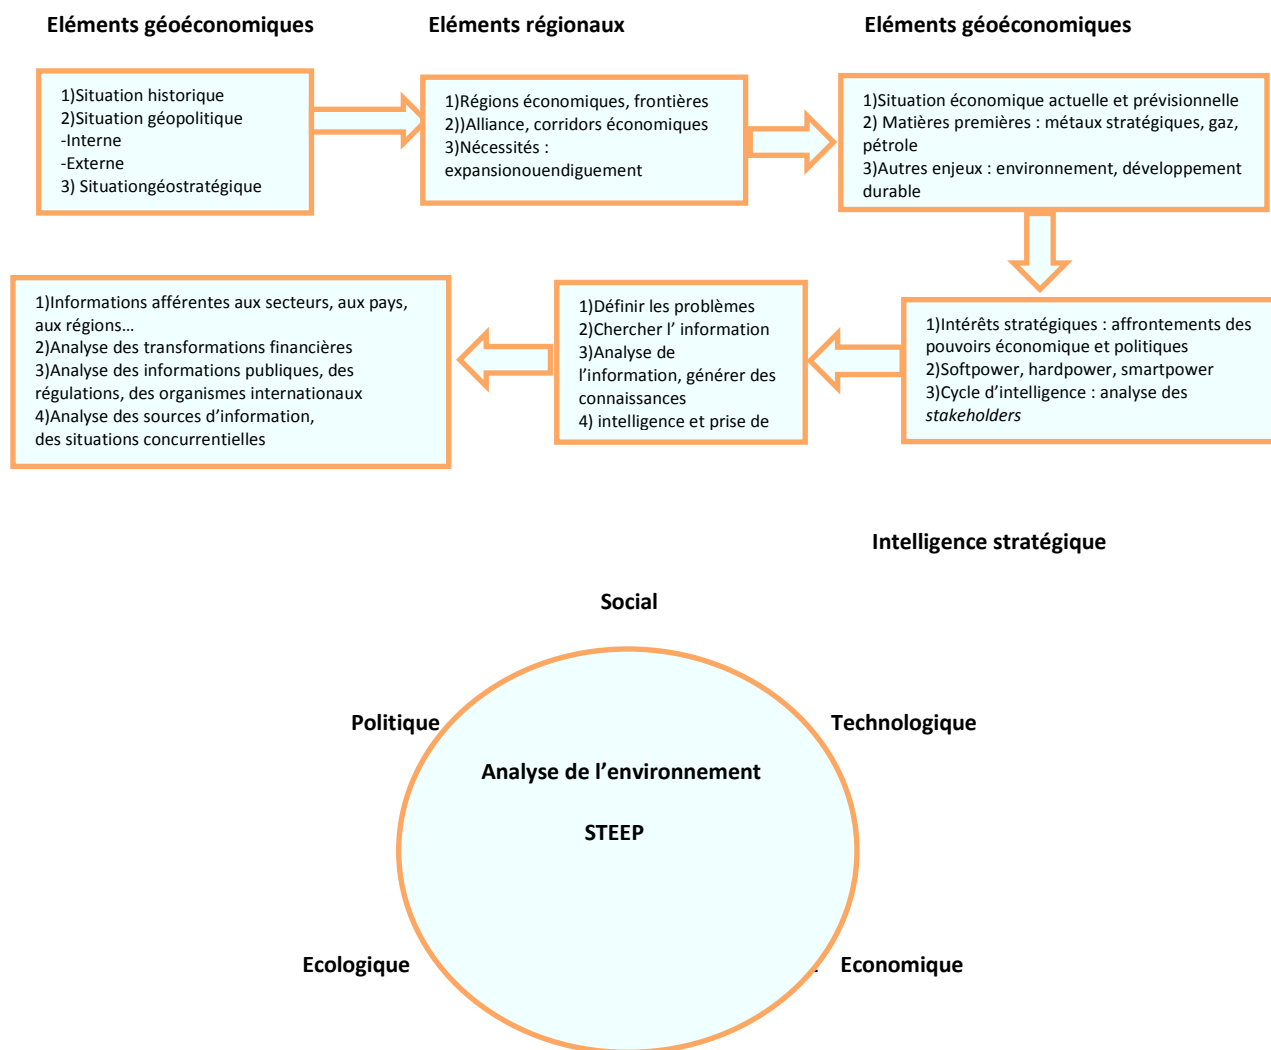 Eléments géoéconomiques
Eléments régionaux
Eléments géoéconomiques
1)Situation historique
2)Situation géopolitique
-Interne
-Externe
3) Situationgéostratégique
1)Régions économiques, frontières
2))Alliance, corridors économiques
3)Nécessités :
expansionouendiguement
1)Situation économique actuelle et prévisionnelle
2) Matières premières : métaux stratégiques, gaz,
pétrole
3)Autres enjeux : environnement, développement
durable
1)Informations afférentes aux secteurs, aux pays,
aux régions…
2)Analyse des transformations financières
3)Analyse des informations publiques, des
régulations, des organismes internationaux
4)Analyse des sources d’information,
des situations concurrentielles
1)Définir les problèmes
2)Chercher l’ information
3)Analyse de
l’information, générer des
connaissances
4) intelligence et prise de
1)Intérêts stratégiques : affrontements des
pouvoirs économique et politiques
2)Softpower, hardpower, smartpower
3)Cycle d’intelligence : analyse des
stakeholders
Intelligence stratégique
Social
Politique
Technologique
Analyse de l’environnement
STEEP
Ecologique
Economique